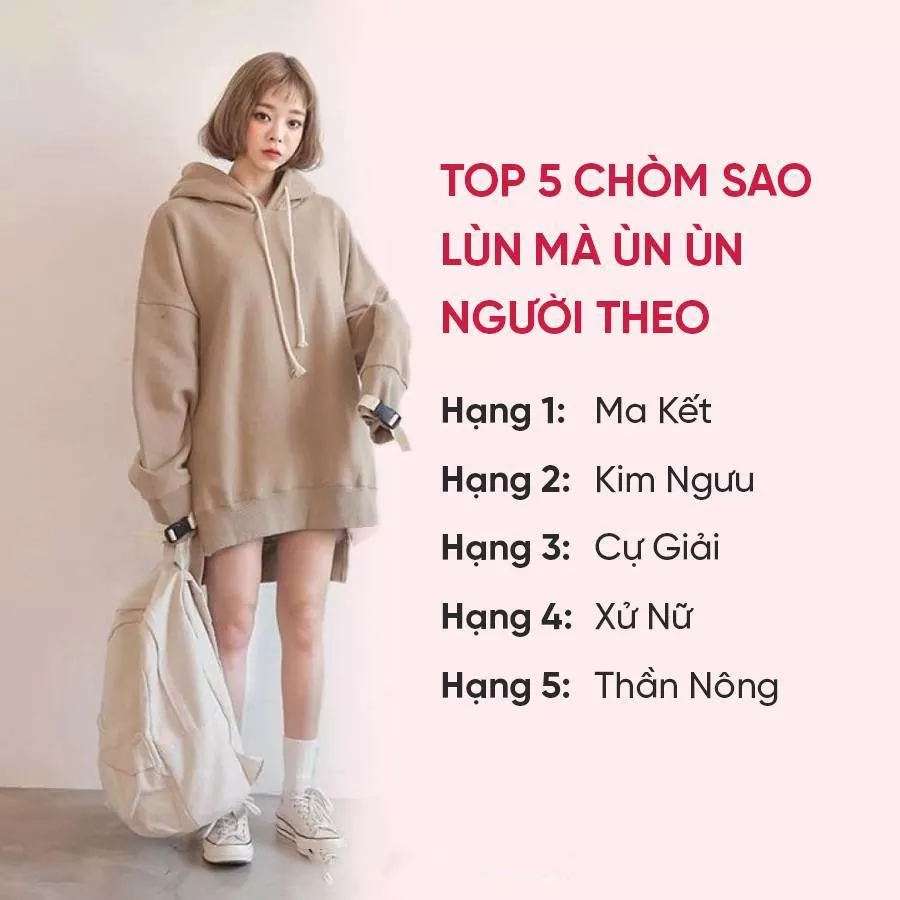 TOP 5 CHÒM SAO
LÙN MÀ ÙN ÙN
NGƯỜI THEO
Hạng 1: Ma Kết
Hạng 2: Kim Ngưu
Hạng 3: Cự Giải
Hạng 4: Xử Nữ
Hạng 5: Thần Nông